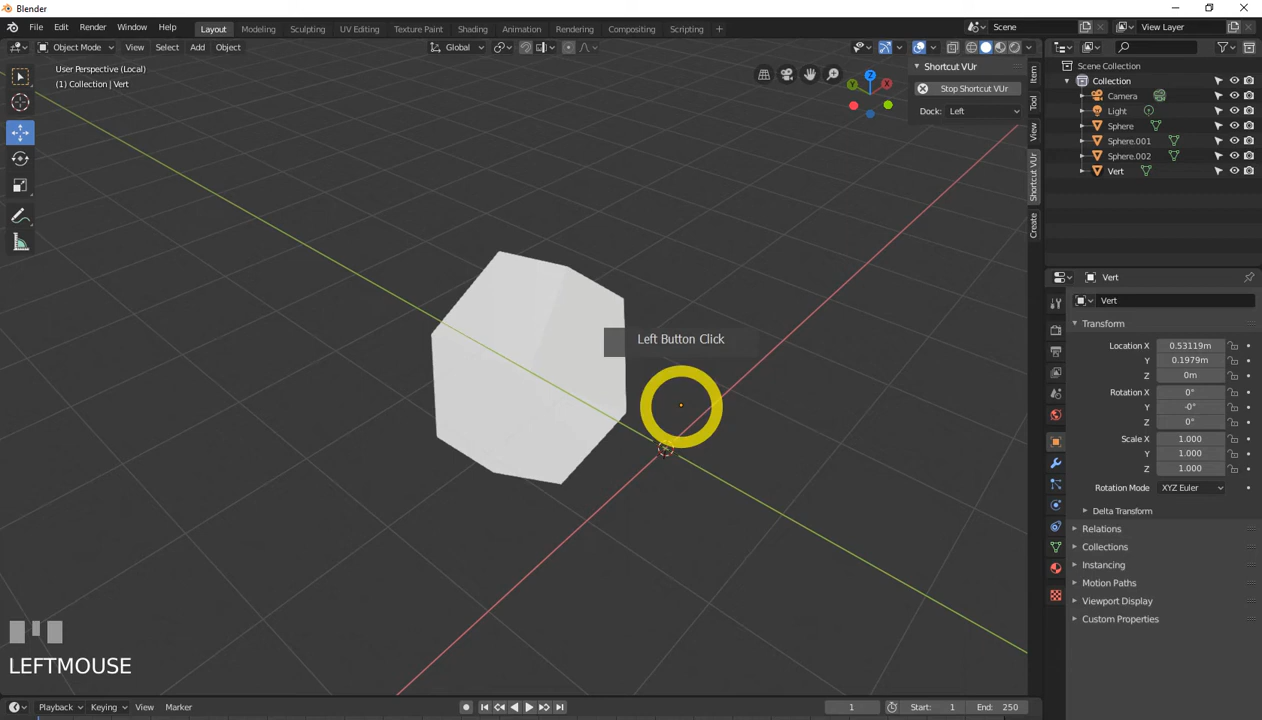 Blender
File Edit Render Window Help Layout Modeling Sculpting UV Editing Texture Paint Shading Animation Rendering Compositing Scripting Scene View Layer
Object Mode View Select Add Object Global
User Perspective (Local)
(1) Collection | Vert
Shortcut VUr
Stop Shortcut VUr
Dock: Left
Item
Tool
View
Shortcut VUr
Create
Z
Y
X
Left Button Click
LEFTMOUSE
Scene Collection
Collection
Camera
Light
Sphere
Sphere.001
Sphere.002
Vert
Vert
Vert
Transform
Location X 0.53119m
Y 0.1979m
Z 0m
Rotation X 0°
Y -0°
Z 0°
Scale X 1.000
Y 1.000
Z 1.000
Rotation Mode XYZ Euler
Delta Transform
Relations
Collections
Instancing
Motion Paths
Viewport Display
Custom Properties
Playback Keying View Marker 1 Start: 1 End: 250